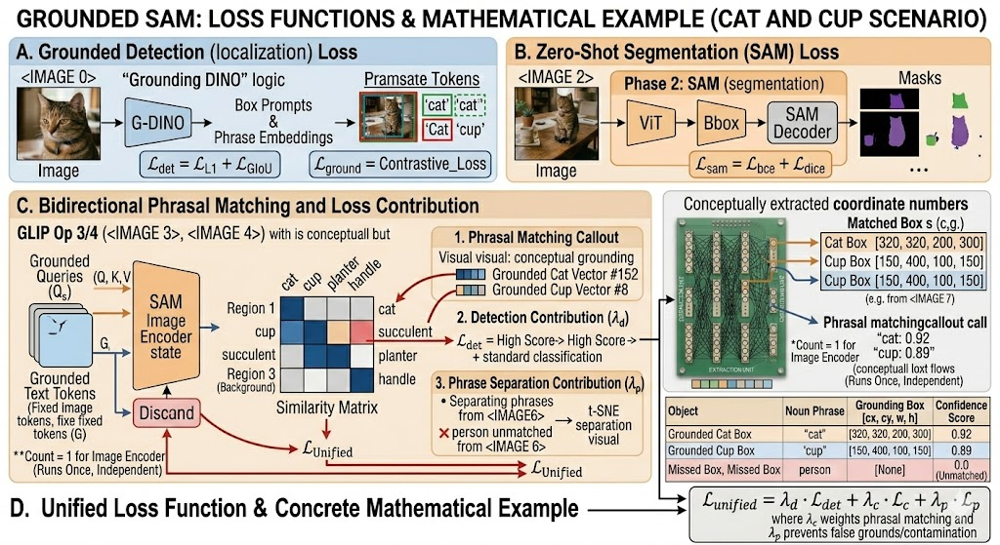 GROUNDED SAM: LOSS FUNCTIONS & MATHEMATICAL EXAMPLE (CAT AND CUP SCENARIO)
A. Grounded Detection (localization) Loss
<IMAGE 0>
"Grounding DINO" logic
Pramsate Tokens
G-DINO
Box Prompts
&
Phrase Embeddings
'cat' 'cat'
'Cat 'cup'
Image
ℒdet = ℒL1 + ℒGIoU
ℒground = Contrastive_Loss
B. Zero-Shot Segmentation (SAM) Loss
<IMAGE 2>
Phase 2: SAM (segmentation)
Masks
ViT
Bbox
SAM
Decoder
Image
ℒsam = ℒbce + ℒdice
...
C. Bidirectional Phrasal Matching and Loss Contribution
GLIP Op 3/4 (<IMAGE 3>, <IMAGE 4>) with is conceptuall but
Grounded
Queries
(Qs)
(Q, K, V
SAM
Image
Encoder
state
Grounded
Text Tokens
(Fixed Image
tokens, fixe fixed
tokens (G)
Discand
**Count = 1 for Image Encoder
(Runs Once, Independent)
cat
cup
planter
handle
Region 1
cup
succulent
Region 3
(Background)
cat
succulent
planter
handle
Similarity Matrix
ℒUnified
ℒUnified
1. Phrasal Matching Callout
Visual visual: conceptual grounding
Grounded Cat Vector #152
Grounded Cup Vector #8
2. Detection Contribution (λd)
ℒdet = High Score-> High Score→
+ standard classification
3. Phrase Separation Contribution (λp)
• Separating phrases
from <IMAGE6>
✖ person unmatched
from <IMAGE 6>
t-SNE
separation
visual
Conceptually extracted coordinate numbers
Matched Box s (c,g.)
Cat Box [320, 320, 200, 300]
Cup Box [150, 400, 100, 150]
Cup Box [150, 400, 100, 150]
(e.g. from <IMAGE 7)
Phrasal matchingcallout call
"cat: 0.92
"cup: 0.89"
(conceptual loxt flows
(Runs Once, Independent)
*Count = 1 for
Image Encoder
EXTRACTION UNIT
Object Noun Phrase Grounding Box [cx, cy, w, h] Confidence Score
Grounded Cat Box "cat" [320, 320, 200, 300] 0.92
Grounded Cup Box "cup" [150, 400, 100, 150] 0.89
Missed Box, Missed Box person [None] 0.0 (Unmatched)
D. Unified Loss Function & Concrete Mathematical Example
ℒunified = λd · ℒdet + λc · ℒc + λp · ℒp
where λc weights phrasal matching and
λp prevents false grounds/contamination